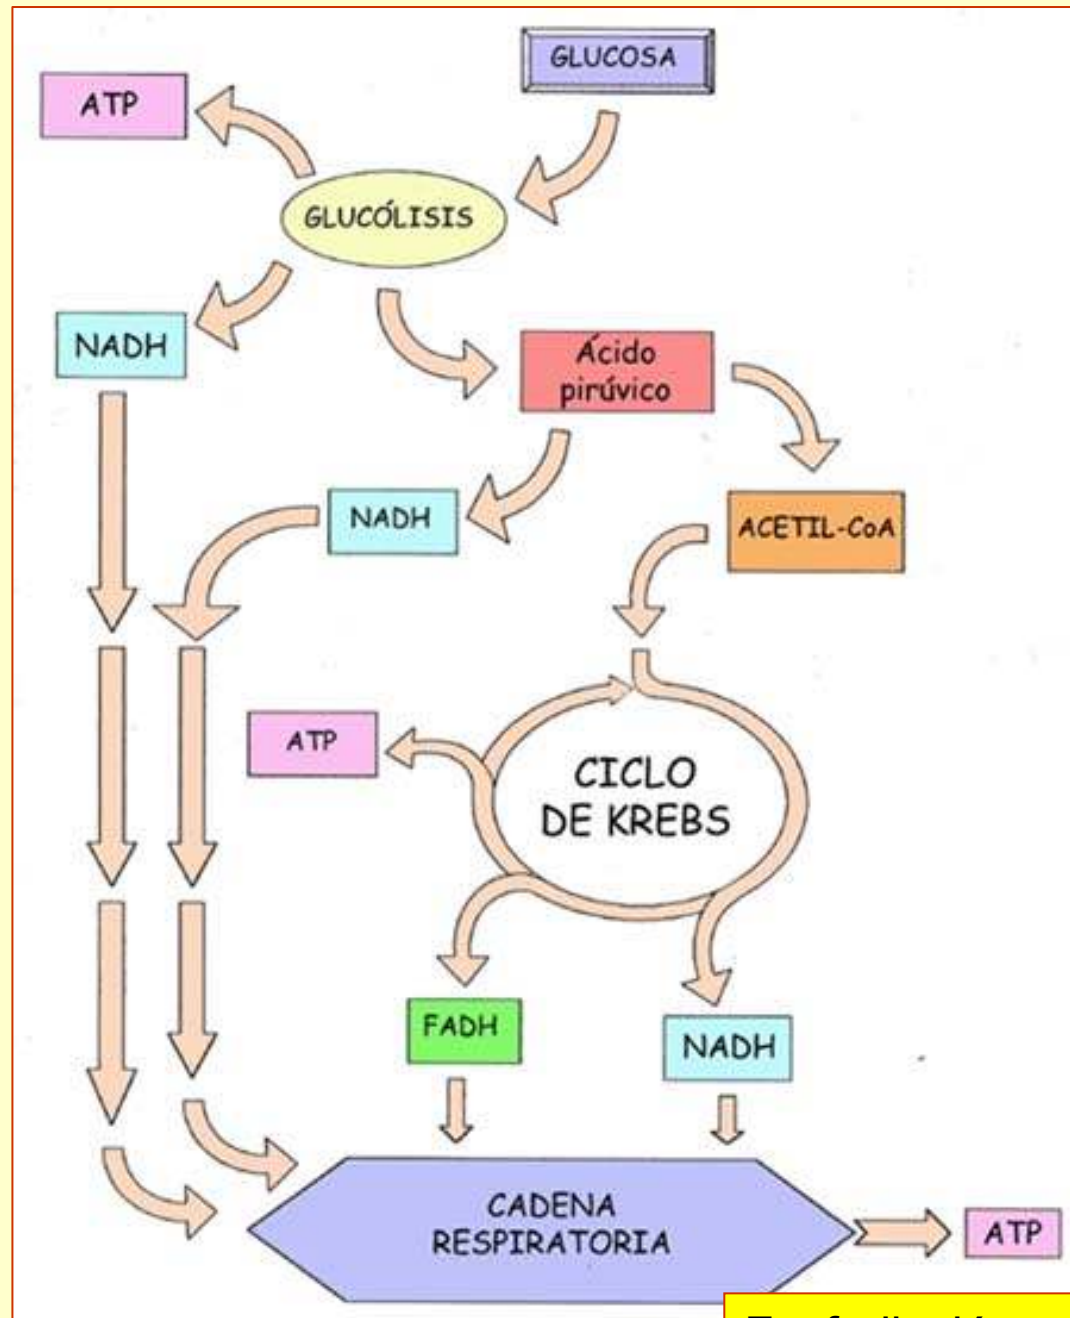 GLUCOSA
ATP
GLUCÓLISIS
NADH
Ácido
pirúvico
NADH
ACETIL-CoA
ATP
CICLO
DE KREBS
FADH
NADH
CADENA
RESPIRATORIA
ATP